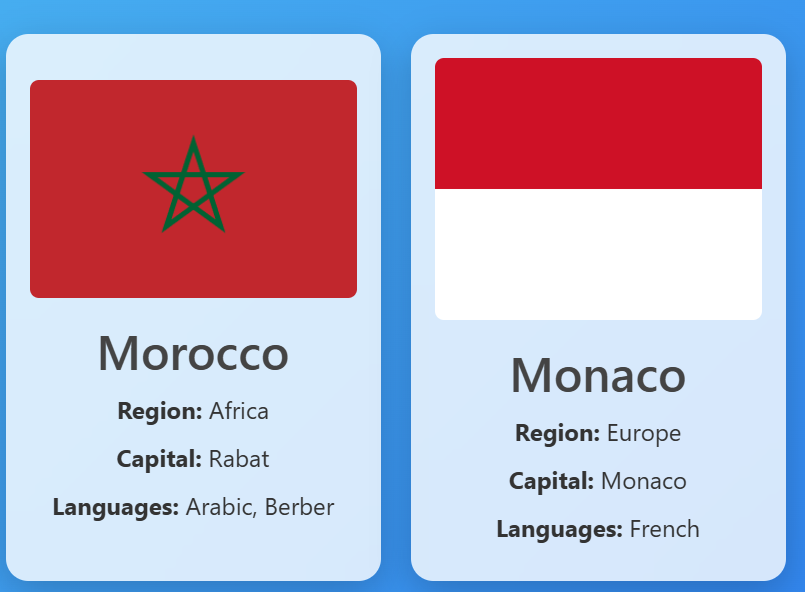 Morocco
Region: Africa
Capital: Rabat
Languages: Arabic, Berber
Monaco
Region: Europe
Capital: Monaco
Languages: French